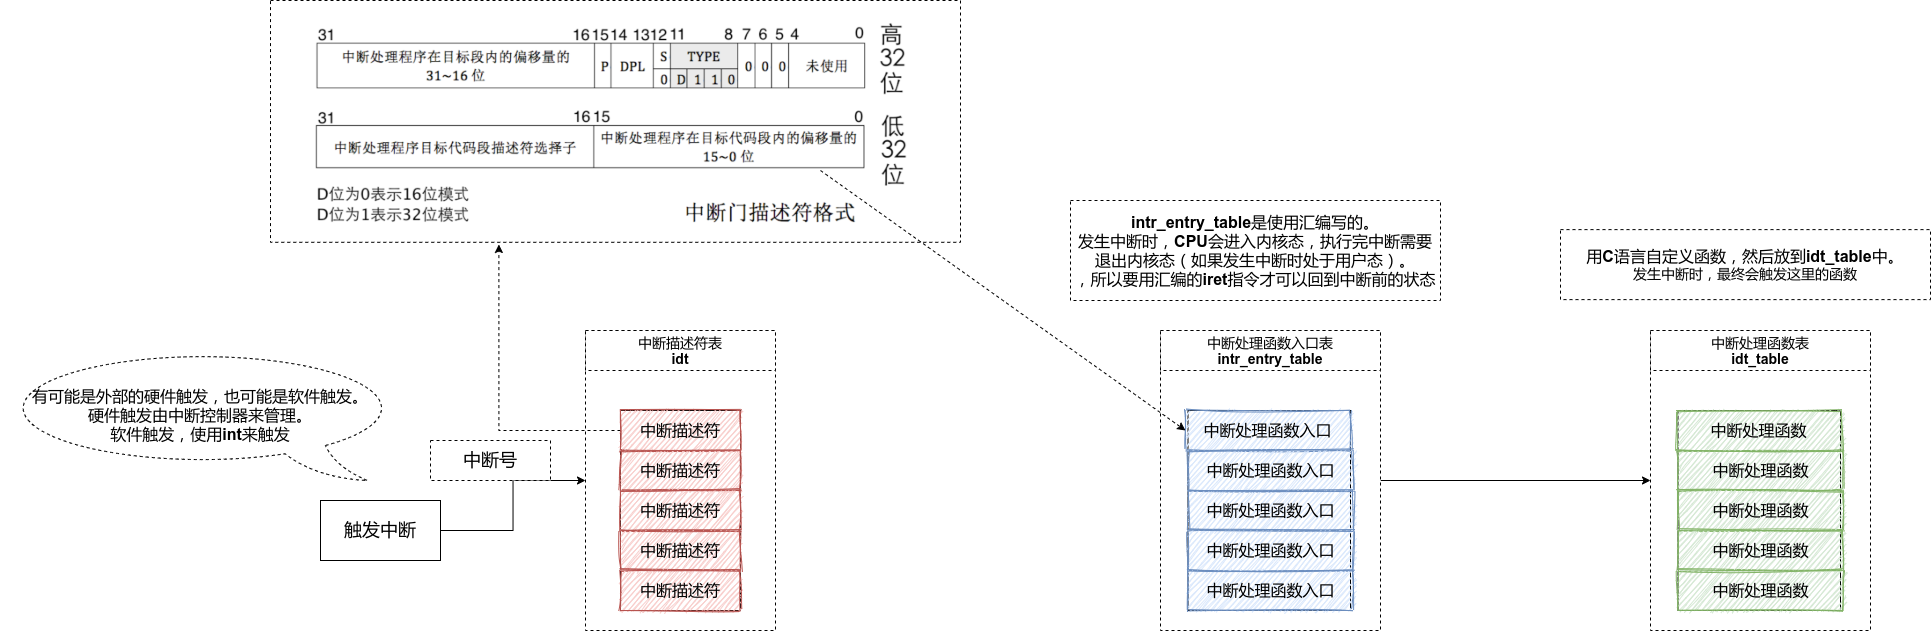 31 16 15 14 13 12 11 8 7 6 5 4 0
中断处理程序在目标段内的偏移量的
31~16 位
P
DPL
S
TYPE
0 D 1 1 0
0 0 0
未使用
高
32
位
31 16 15 0
中断处理程序目标代码段描述符选择子
中断处理程序在目标代码段内的偏移量的
15~0 位
低
32
位
D位为0表示16位模式
D位为1表示32位模式
中断门描述符格式
intr_entry_table是使用汇编写的。
发生中断时，CPU会进入内核态，执行完中断需要
退出内核态（如果发生中断时处于用户态）。
，所以要用汇编的iret指令才可以回到中断前的状态
用C语言自定义函数，然后放到idt_table中。
发生中断时，最终会触发这里的函数
有可能是外部的硬件触发，也可能是软件触发。
硬件触发由中断控制器来管理。
软件触发，使用int来触发
中断号
触发中断
中断描述符表
idt
中断描述符
中断描述符
中断描述符
中断描述符
中断描述符
中断处理函数入口表
intr_entry_table
中断处理函数入口
中断处理函数入口
中断处理函数入口
中断处理函数入口
中断处理函数入口
中断处理函数表
idt_table
中断处理函数
中断处理函数
中断处理函数
中断处理函数
中断处理函数